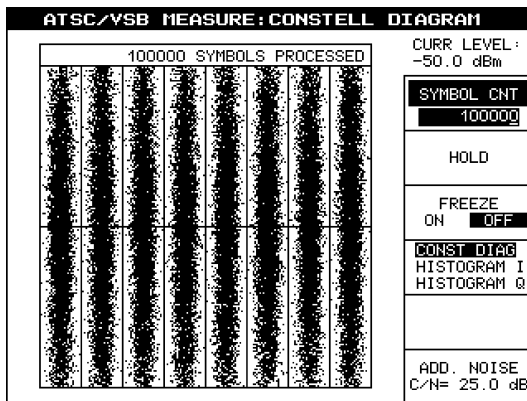 ATSC/VSB MEASURE:CONSTELL DIAGRAM
100000 SYMBOLS PROCESSED
CURR LEVEL:
-50.0 dBm
SYMBOL CNT
100000
HOLD
FREEZE
ON OFF
CONST DIAG
HISTOGRAM I
HISTOGRAM Q
ADD. NOISE
C/N= 25.0 dB